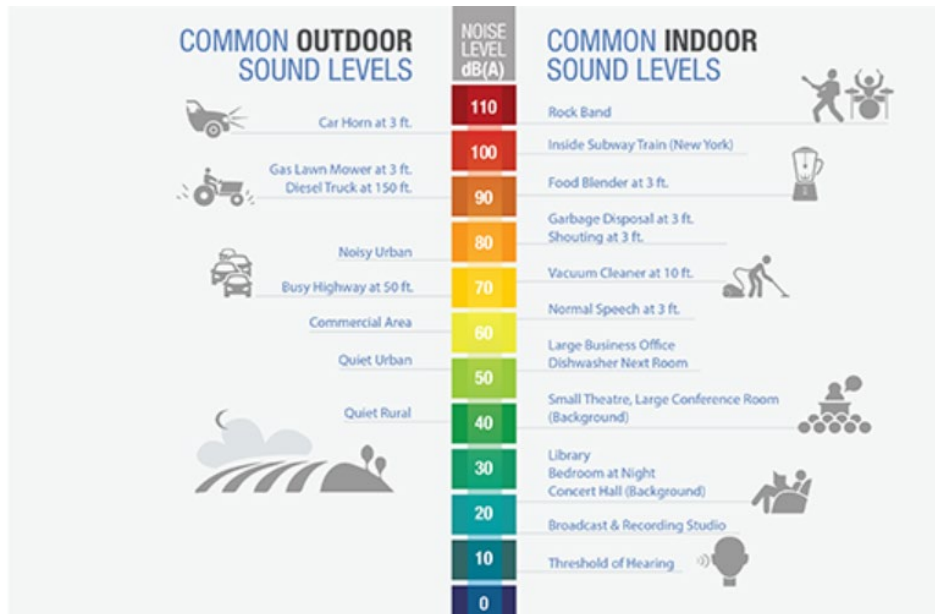 COMMON OUTDOOR
SOUND LEVELS
Car Horn at 3 ft.
Gas Lawn Mower at 3 ft.
Diesel Truck at 150 ft.
Noisy Urban
Busy Highway at 50 ft.
Commercial Area
Quiet Urban
Quiet Rural
NOISE
LEVEL
dB(A)
110
100
90
80
70
60
50
40
30
20
10
0
COMMON INDOOR
SOUND LEVELS
Rock Band
Inside Subway Train (New York)
Food Blender at 3 ft.
Garbage Disposal at 3 ft.
Shouting at 3 ft.
Vacuum Cleaner at 10 ft.
Normal Speech at 3 ft.
Large Business Office
Dishwasher Next Room
Small Theatre, Large Conference Room
(Background)
Library
Bedroom at Night
Concert Hall (Background)
Broadcast & Recording Studio
Threshold of Hearing